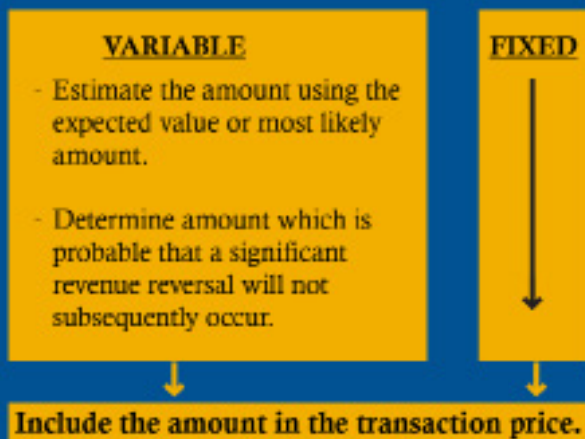 VARIABLE
- Estimate the amount using the
expected value or most likely
amount.
- Determine amount which is
probable that a significant
revenue reversal will not
subsequently occur.
FIXED
Include the amount in the transaction price.